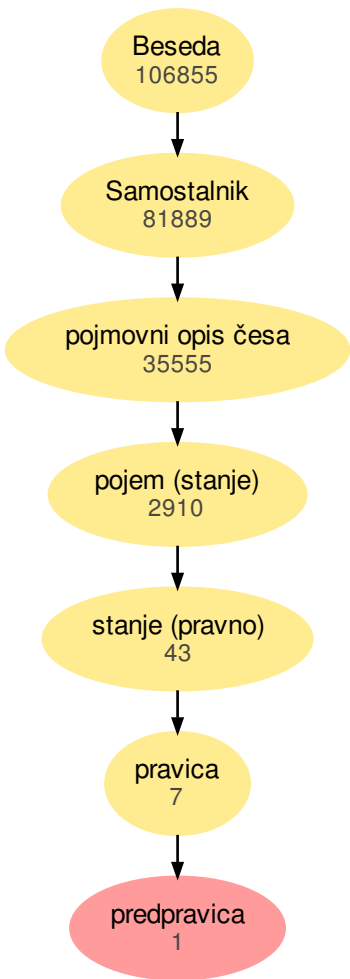 Beseda
106855
Samostalnik
81889
pojmovni opis česa
35555
pojem (stanje)
2910
stanje (pravno)
43
pravica
7
predpravica
1